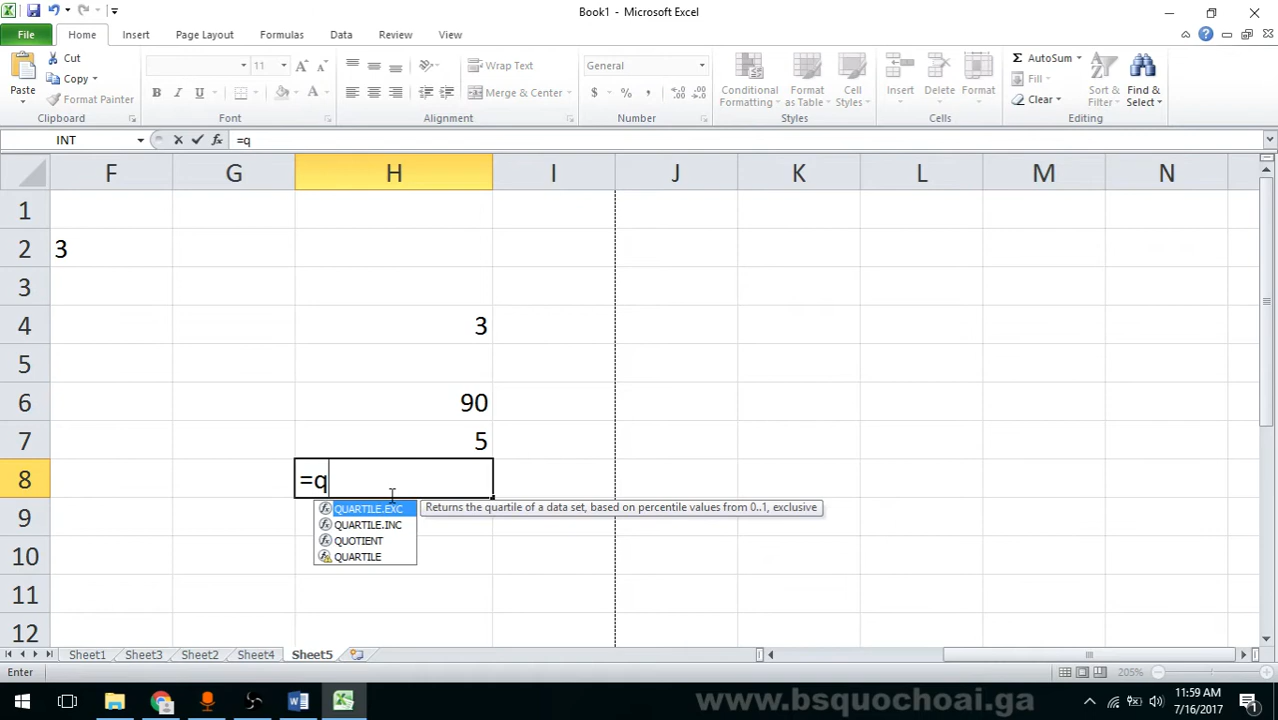 Book1 - Microsoft Excel
File Home Insert Page Layout Formulas Data Review View
Paste
Cut
Copy
Format Painter
Clipboard
11
Font
Wrap Text
Merge & Center
Alignment
General
Number
Conditional Formatting
Format as Table
Cell Styles
Styles
Insert
Delete
Format
Cells
AutoSum
Fill
Clear
Sort & Filter
Find & Select
Editing
INT =q
F G H I J K L M N
1
2 3
3
4 3
5
6 90
7 5
8 =q
QUARTILE.EXC Returns the quartile of a data set, based on percentile values from 0..1, exclusive
QUARTILE.INC
QUOTIENT
QUARTILE
9
10
11
12
Sheet1 Sheet3 Sheet2 Sheet4 Sheet5
Enter 205%
www.bsquochoai.ga
11:59 AM
7/16/2017